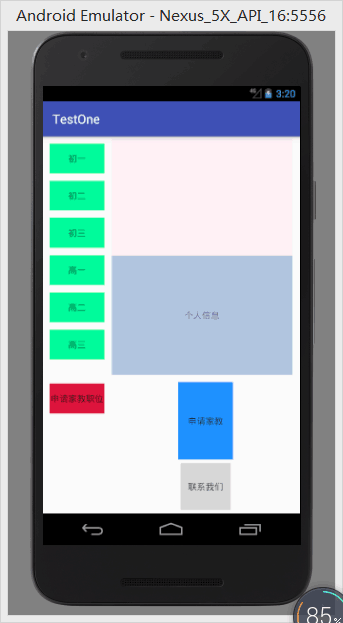 Android Emulator - Nexus_5X_API_16:5556
3:20
TestOne
初一
初二
初三
高一
高二
高三
个人信息
申请家教职位
申请家教
联系我们
85%